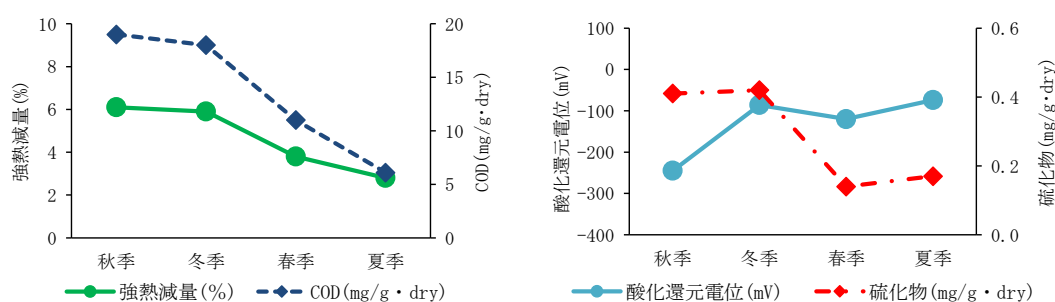 強熱減量(%)
10
8
6
4
2
0
20
15
10
5
0
COD(mg/g・dry)
秋季 冬季 春季 夏季
強熱減量(%) COD(mg/g・dry)
酸化還元電位(mV)
100
0
-100
-200
-300
-400
0.6
0.4
0.2
0.0
硫化物(mg/g・dry)
秋季 冬季 春季 夏季
酸化還元電位(mV) 硫化物(mg/g・dry)